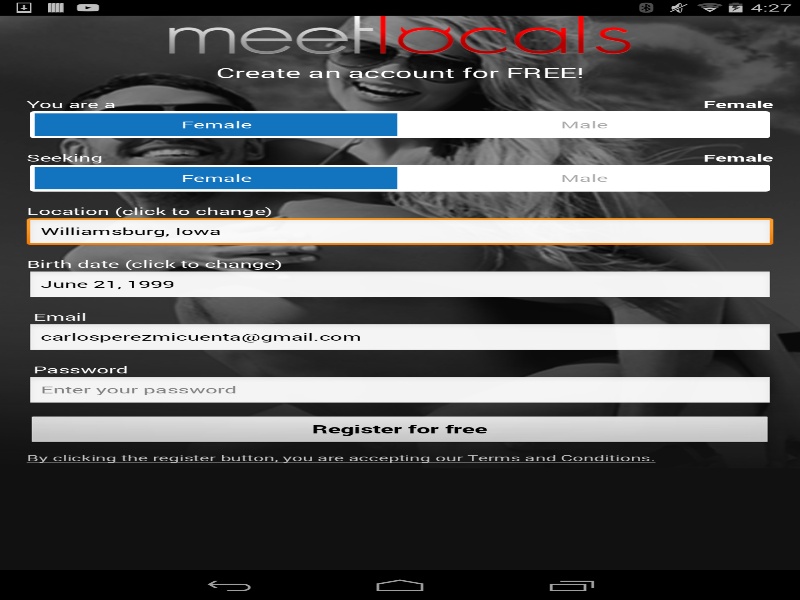 4:27
meetlocals
Create an account for FREE!
You are a Female
Female Male
Seeking Female
Female Male
Location (click to change)
Williamsburg, Iowa
Birth date (click to change)
June 21, 1999
Email
carlosperezmicuenta@gmail.com
Password
Enter your password
Register for free
By clicking the register button, you are accepting our Terms and Conditions.